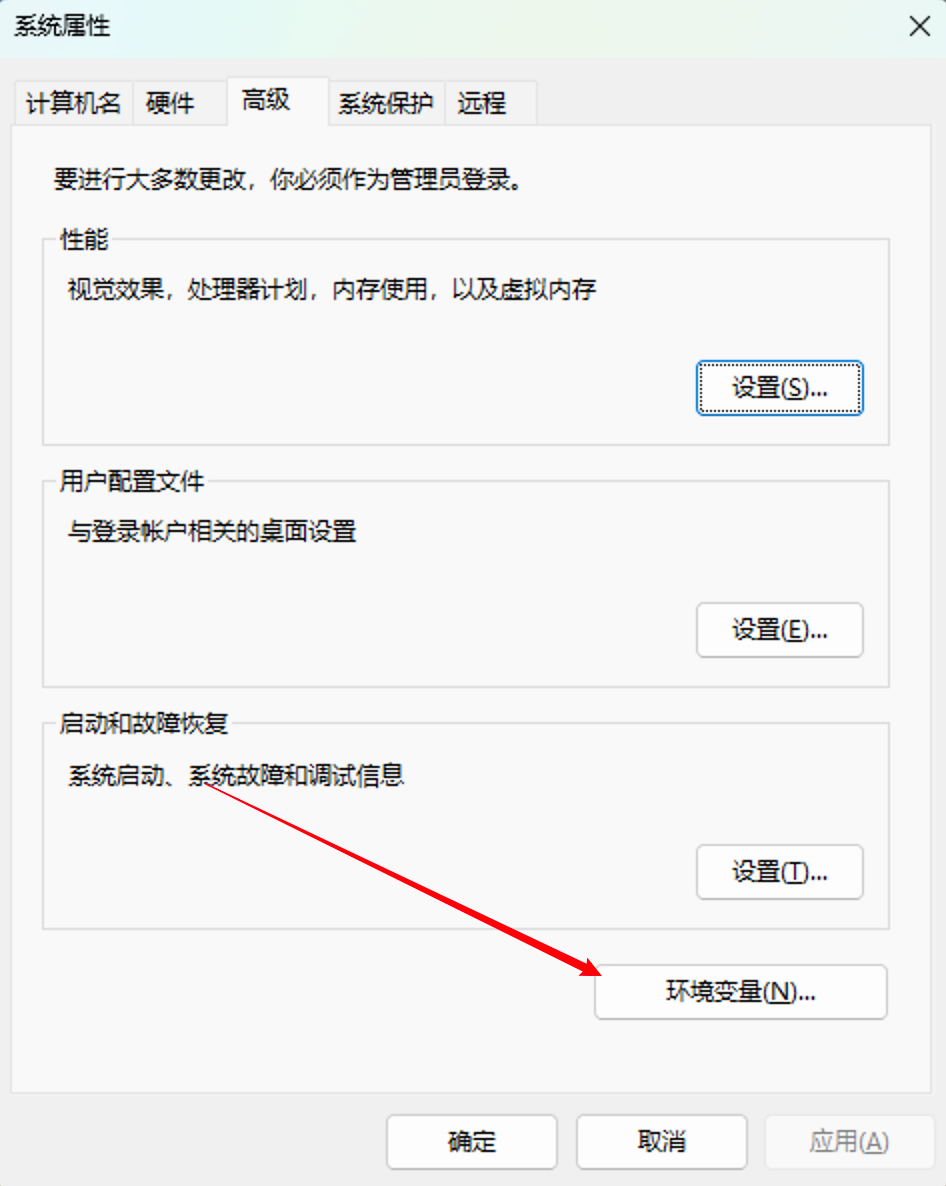 系统属性
计算机名 硬件 高级 系统保护 远程
要进行大多数更改，你必须作为管理员登录。
性能
视觉效果，处理器计划，内存使用，以及虚拟内存
设置(S)...
用户配置文件
与登录帐户相关的桌面设置
设置(E)...
启动和故障恢复
系统启动、系统故障和调试信息
设置(T)...
环境变量(N)...
确定 取消 应用(A)